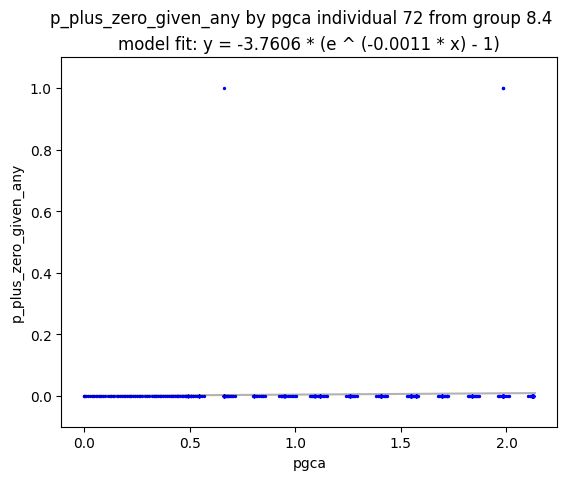 p_plus_zero_given_any by pgca individual 72 from group 8.4
model fit: y = -3.7606 * (e ^ (-0.0011 * x) - 1)
p_plus_zero_given_any
1.0
0.8
0.6
0.4
0.2
0.0
0.0 0.5 1.0 1.5 2.0
pgca